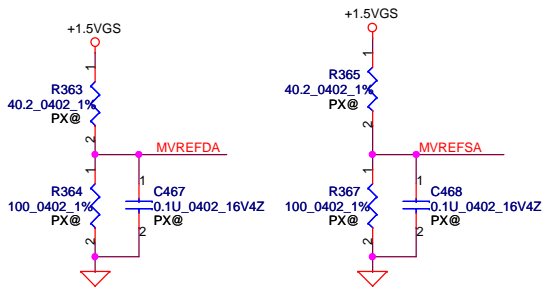 +1.5VGS
1
R363
40.2_0402_1%
PX@
2
MVREFDA
1
R364
100_0402_1%
PX@
2
1
C467
0.1U_0402_16V4Z
PX@
2
+1.5VGS
1
R365
40.2_0402_1%
PX@
2
MVREFSA
1
R367
100_0402_1%
PX@
2
1
C468
0.1U_0402_16V4Z
PX@
2